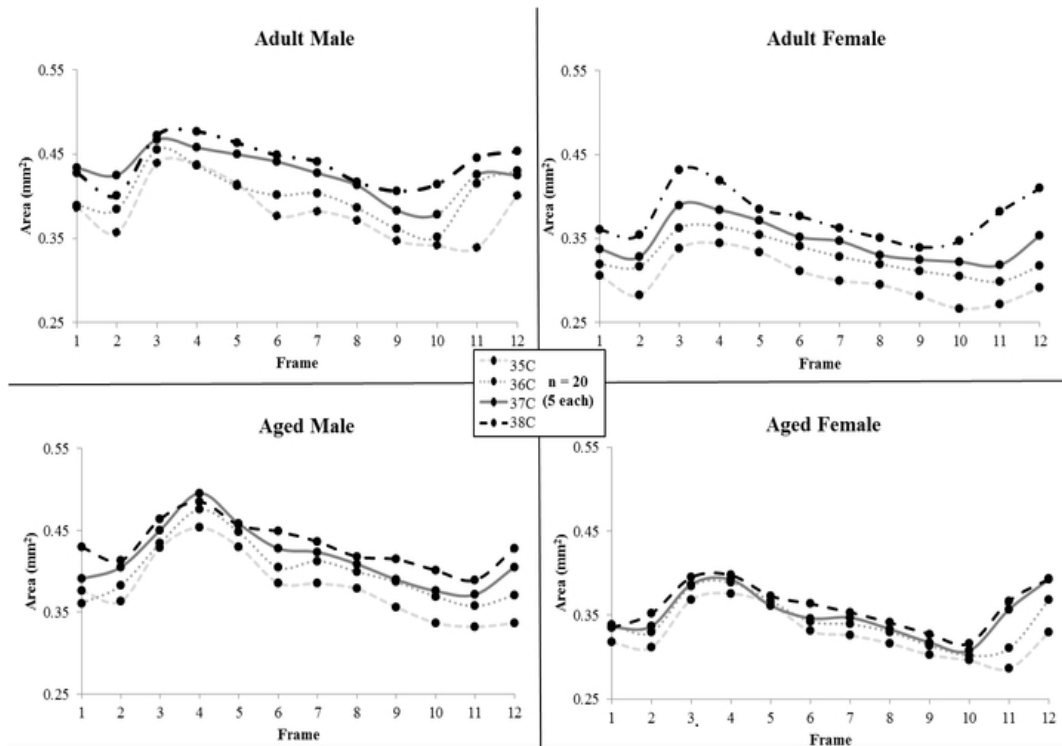 Adult Male
0.55
0.45
0.35
0.25
Area (mm²)
1 2 3 4 5 6 7 8 9 10 11 12
Frame
Adult Female
0.55
0.45
0.35
0.25
Area (mm²)
1 2 3 4 5 6 7 8 9 10 11 12
Frame
35C
36C n = 20
37C (5 each)
38C
Aged Male
0.55
0.45
0.35
0.25
Area (mm²)
1 2 3 4 5 6 7 8 9 10 11 12
Frame
Aged Female
0.55
0.45
0.35
0.25
Area (mm²)
1 2 3 4 5 6 7 8 9 10 11 12
Frame